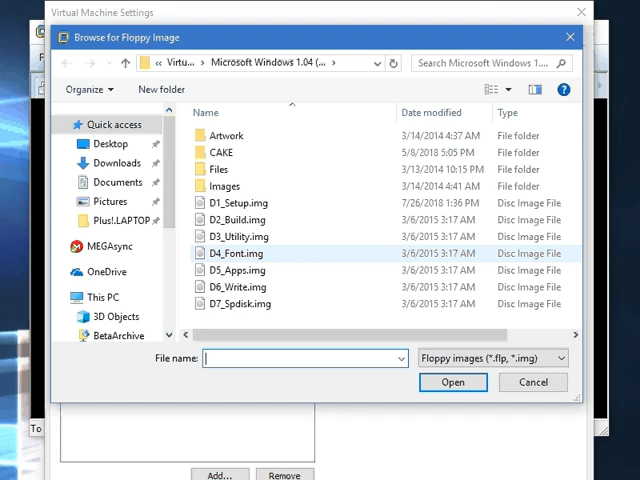 Virtual Machine Settings
Browse for Floppy Image
« Virtu... › Microsoft Windows 1.04 (... ›
Search Microsoft Windows 1....
Organize
New folder
Name Date modified Type
Quick access
Desktop
Downloads
Documents
Pictures
Plus!.LAPTOP
MEGAsync
OneDrive
This PC
3D Objects
BetaArchive
Artwork 3/14/2014 4:37 AM File folder
CAKE 5/8/2018 5:05 PM File folder
Files 3/13/2014 10:15 PM File folder
Images 3/14/2014 4:41 AM File folder
D1_Setup.img 7/26/2018 1:36 PM Disc Image File
D2_Build.img 3/6/2015 3:17 AM Disc Image File
D3_Utility.img 3/6/2015 3:17 AM Disc Image File
D4_Font.img 3/6/2015 3:17 AM Disc Image File
D5_Apps.img 3/6/2015 3:17 AM Disc Image File
D6_Write.img 3/6/2015 3:17 AM Disc Image File
D7_Spdisk.img 3/6/2015 3:17 AM Disc Image File
File name:
Floppy images (*.flp, *.img)
Open Cancel
To
Add... Remove